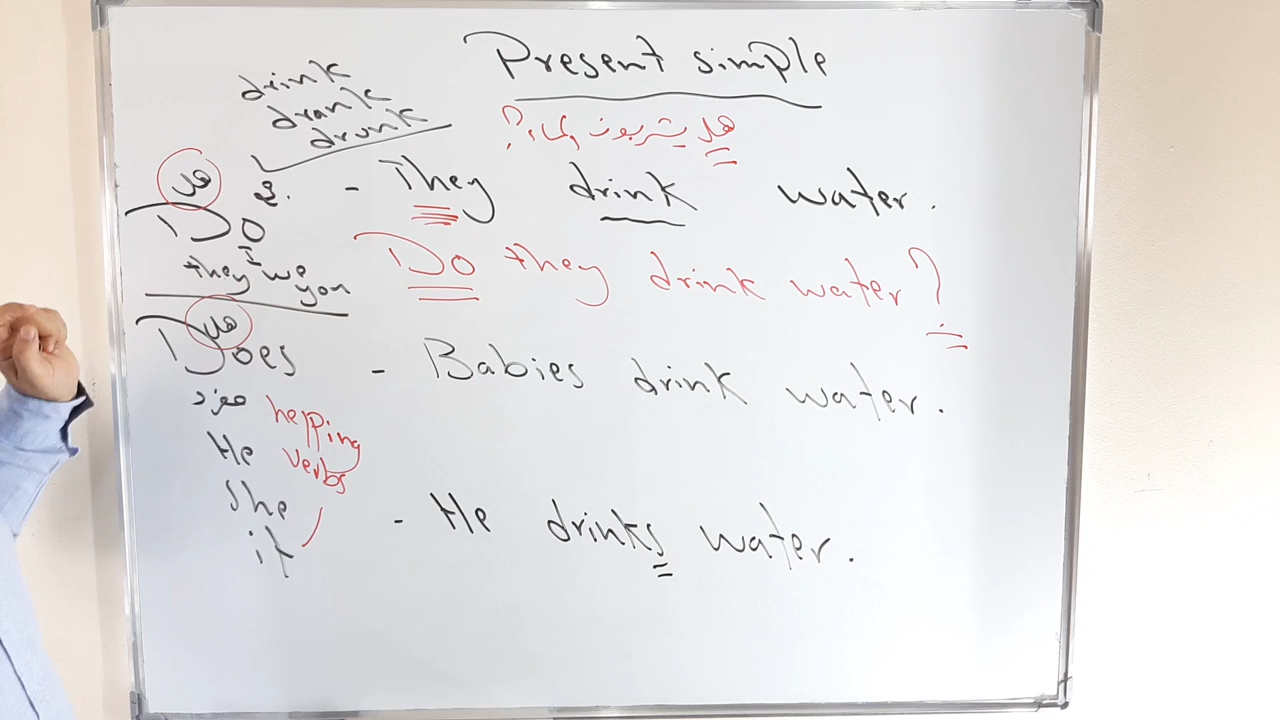 Present simple
drink
drank
drunk
هل يشربون الماء؟
هل
Do
they we
you
- They drink water.
Do they drink water?
هل
Does
مفرد
He
She
it
hepping
verbs
- Babies drink water.
- He drinks water.